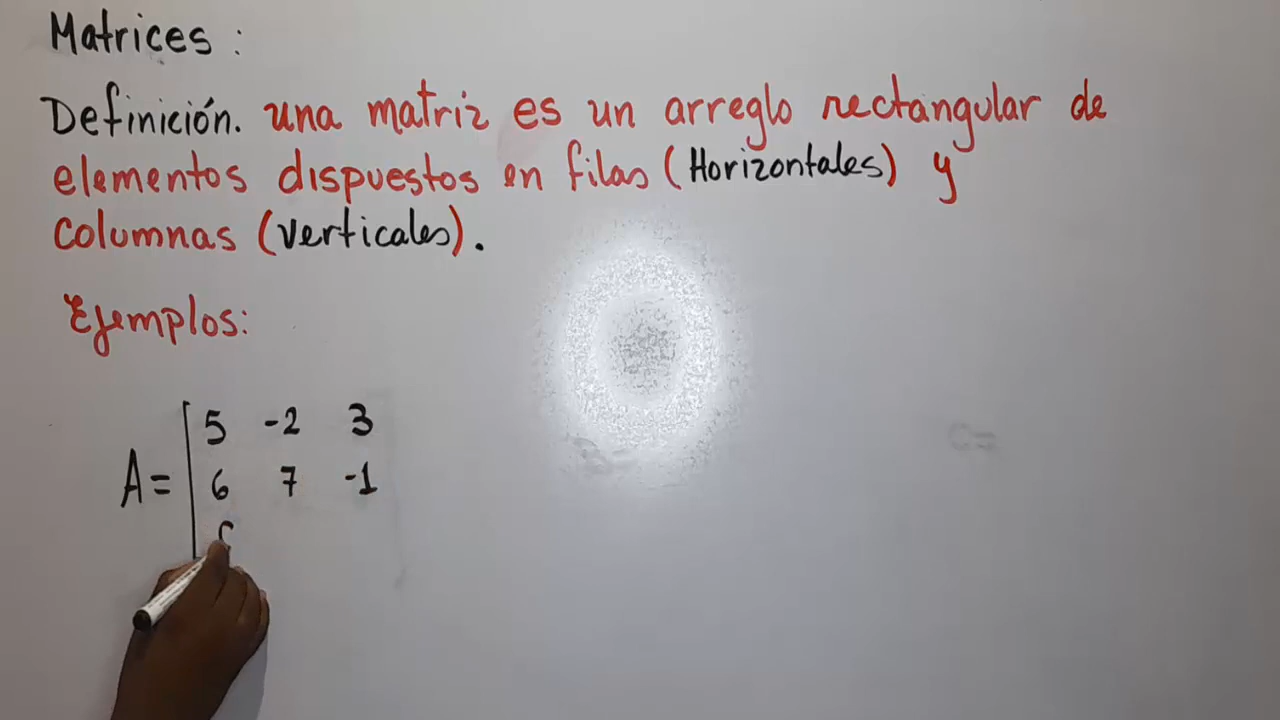 Matrices:
Definición. una matriz es un arreglo rectangular de
elementos dispuestos en filas (Horizontales) y
columnas (verticales).
Ejemplos:
5 -2 3
A= 6 7 -1